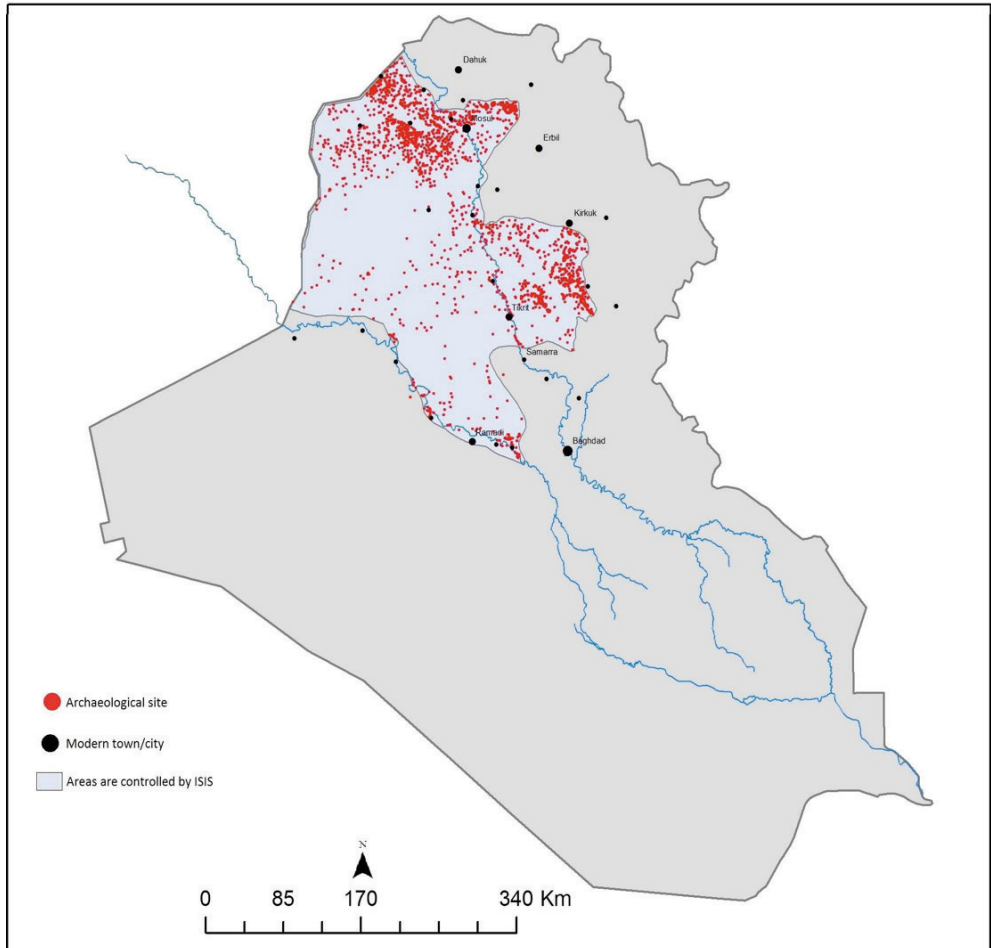 Dahuk
Mosul
Erbil
Kirkuk
Tikrit
Samarra
Ramadi
Baghdad
Archaeological site
Modern town/city
Areas are controlled by ISIS
N
0 85 170 340 Km